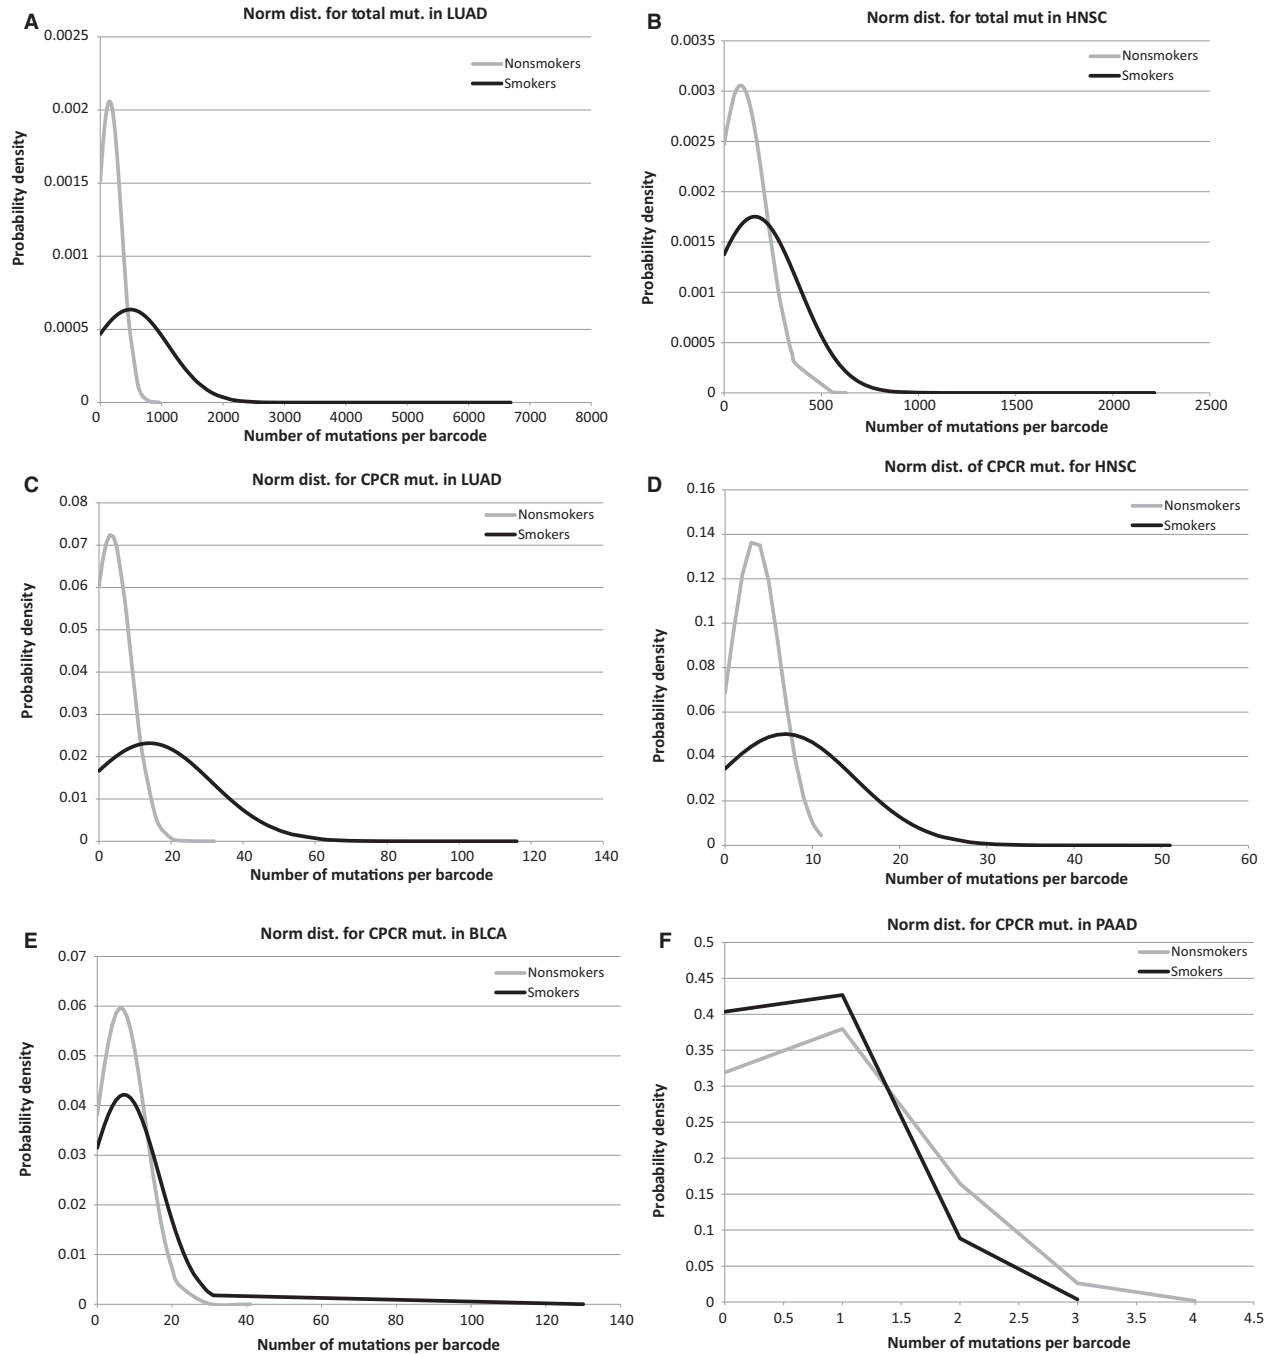 A
Norm dist. for total mut. in LUAD
0.0025
0.002
0.0015
0.001
0.0005
0
Probability density
Nonsmokers
Smokers
0 1000 2000 3000 4000 5000 6000 7000 8000
Number of mutations per barcode
B
Norm dist. for total mut in HNSC
0.0035
0.003
0.0025
0.002
0.0015
0.001
0.0005
0
Probability density
Nonsmokers
Smokers
0 500 1000 1500 2000 2500
Number of mutations per barcode
C
Norm dist. for CPCR mut. in LUAD
0.08
0.07
0.06
0.05
0.04
0.03
0.02
0.01
0
Probability density
Nonsmokers
Smokers
0 20 40 60 80 100 120 140
Number of mutations per barcode
D
Norm dist. of CPCR mut. for HNSC
0.16
0.14
0.12
0.1
0.08
0.06
0.04
0.02
0
Probability density
Nonsmokers
Smokers
0 10 20 30 40 50 60
Number of mutations per barcode
E
Norm dist. for CPCR mut. in BLCA
0.07
0.06
0.05
0.04
0.03
0.02
0.01
0
Probability density
Nonsmokers
Smokers
0 20 40 60 80 100 120 140
Number of mutations per barcode
F
Norm dist. for CPCR mut. in PAAD
0.5
0.45
0.4
0.35
0.3
0.25
0.2
0.15
0.1
0.05
0
Probability density
Nonsmokers
Smokers
0 0.5 1 1.5 2 2.5 3 3.5 4 4.5
Number of mutations per barcode